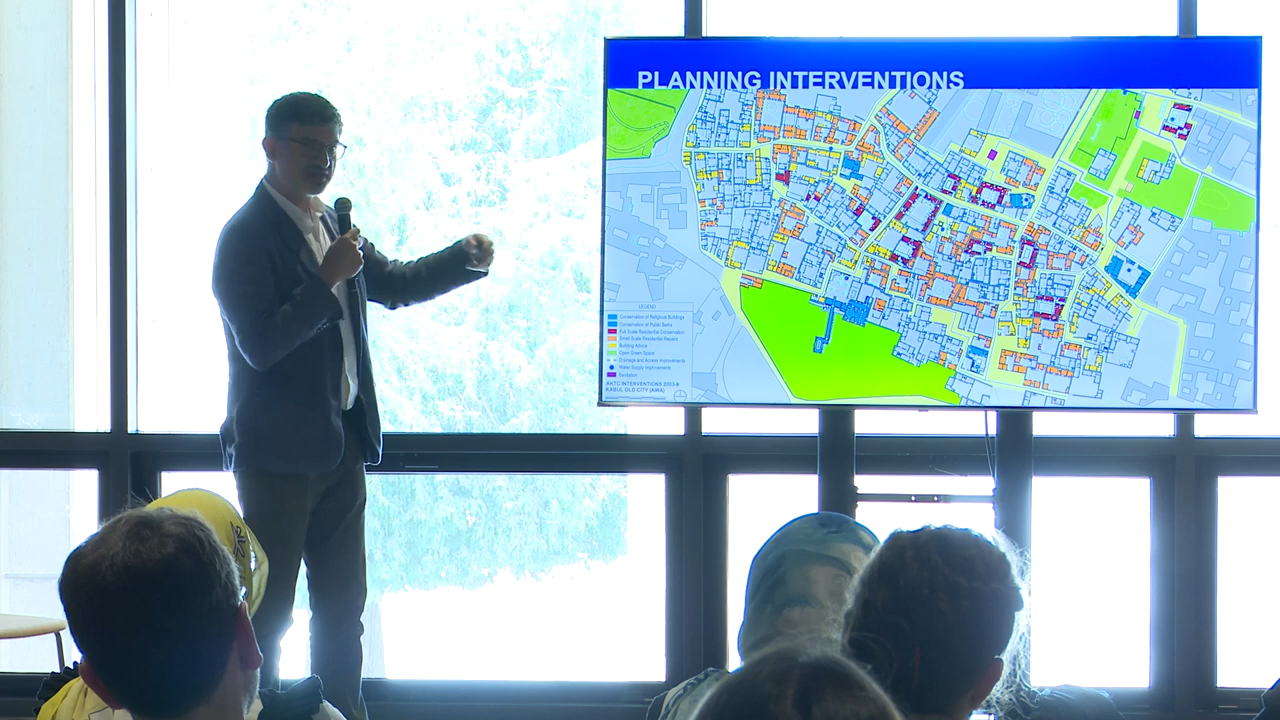 PLANNING INTERVENTIONS
LEGEND
Conservation of Religious Buildings
Conservation of Public Baths
Full Scale Residential Conservation
Small Scale Residential Repairs
Building Advice
Open Green Space
Drainage and Access Improvements
Water Supply Improvements
Sanitation
AKTC INTERVENTIONS 2003-8
KABUL OLD CITY (AWA)